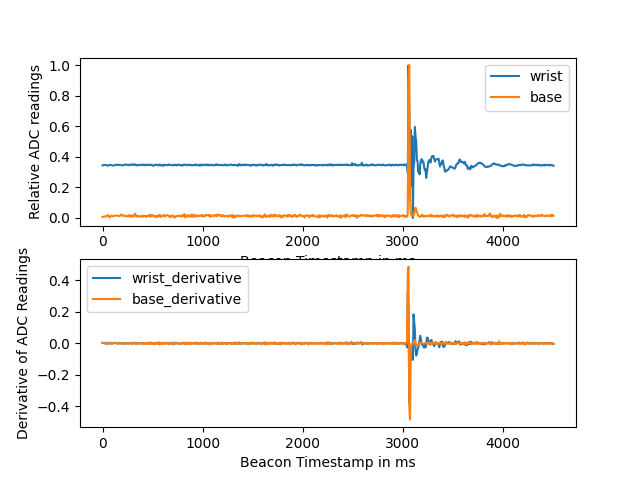 Relative ADC readings
1.0
0.8
0.6
0.4
0.2
0.0
wrist
base
0 1000 2000 3000 4000
Beacon Timestamp in ms
Derivative of ADC Readings
0.4
0.2
0.0
−0.2
−0.4
wrist_derivative
base_derivative
0 1000 2000 3000 4000
Beacon Timestamp in ms